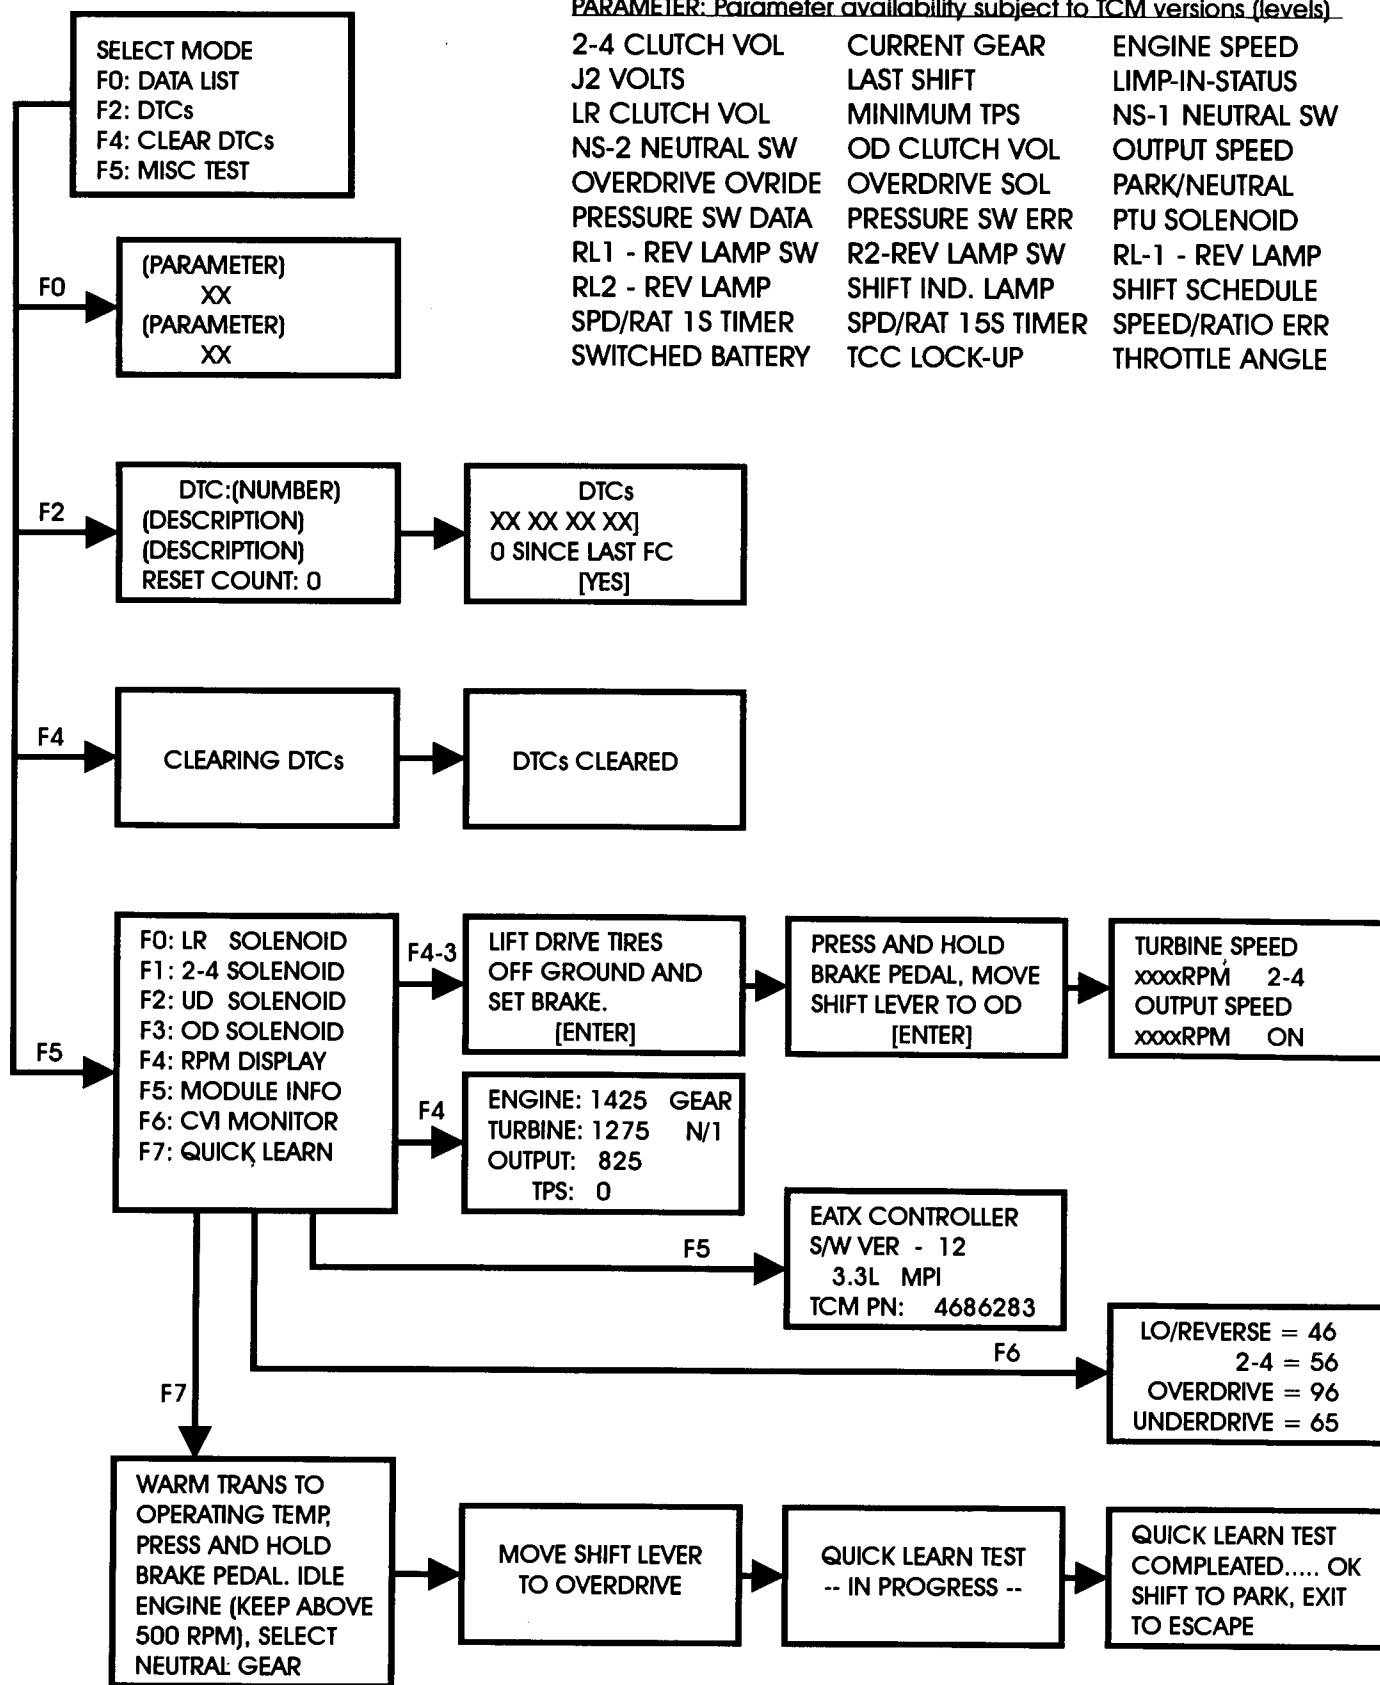 PARAMETER: Parameter availability subject to TCM versions (levels)
2-4 CLUTCH VOL CURRENT GEAR ENGINE SPEED
J2 VOLTS LAST SHIFT LIMP-IN-STATUS
LR CLUTCH VOL MINIMUM TPS NS-1 NEUTRAL SW
NS-2 NEUTRAL SW OD CLUTCH VOL OUTPUT SPEED
OVERDRIVE OVRIDE OVERDRIVE SOL PARK/NEUTRAL
PRESSURE SW DATA PRESSURE SW ERR PTU SOLENOID
RL1 - REV LAMP SW R2-REV LAMP SW RL-1 - REV LAMP
RL2 - REV LAMP SHIFT IND. LAMP SHIFT SCHEDULE
SPD/RAT 1S TIMER SPD/RAT 15S TIMER SPEED/RATIO ERR
SWITCHED BATTERY TCC LOCK-UP THROTTLE ANGLE
SELECT MODE
F0: DATA LIST
F2: DTCs
F4: CLEAR DTCs
F5: MISC TEST
F0
(PARAMETER)
XX
(PARAMETER)
XX
F2
DTC:(NUMBER)
(DESCRIPTION)
(DESCRIPTION)
RESET COUNT: 0
DTCs
XX XX XX XX]
0 SINCE LAST FC
[YES]
F4
CLEARING DTCs
DTCs CLEARED
F5
F0: LR SOLENOID
F1: 2-4 SOLENOID
F2: UD SOLENOID
F3: OD SOLENOID
F4: RPM DISPLAY
F5: MODULE INFO
F6: CVI MONITOR
F7: QUICK LEARN
F4-3
LIFT DRIVE TIRES
OFF GROUND AND
SET BRAKE.
[ENTER]
PRESS AND HOLD
BRAKE PEDAL, MOVE
SHIFT LEVER TO OD
[ENTER]
TURBINE SPEED
xxxxRPM 2-4
OUTPUT SPEED
xxxxRPM ON
F4
ENGINE: 1425 GEAR
TURBINE: 1275 N/1
OUTPUT: 825
TPS: 0
F5
EATX CONTROLLER
S/W VER - 12
3.3L MPI
TCM PN: 4686283
F6
LO/REVERSE = 46
2-4 = 56
OVERDRIVE = 96
UNDERDRIVE = 65
F7
WARM TRANS TO
OPERATING TEMP,
PRESS AND HOLD
BRAKE PEDAL. IDLE
ENGINE (KEEP ABOVE
500 RPM), SELECT
NEUTRAL GEAR
MOVE SHIFT LEVER
TO OVERDRIVE
QUICK LEARN TEST
-- IN PROGRESS --
QUICK LEARN TEST
COMPLEATED..... OK
SHIFT TO PARK, EXIT
TO ESCAPE